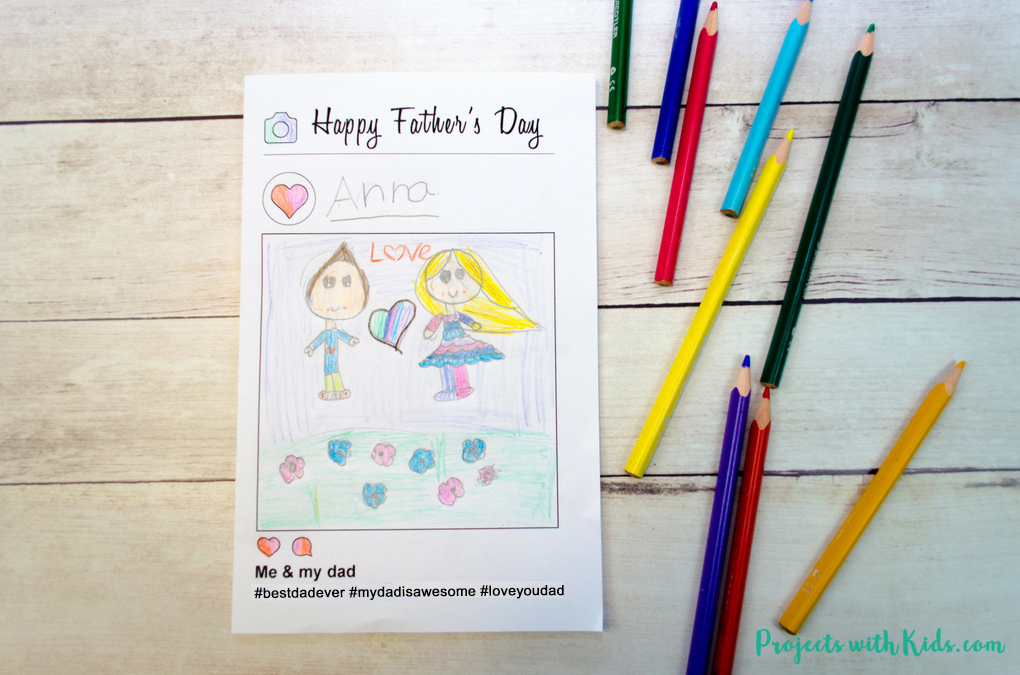 Happy Father's Day
Anna
Love
Me & my dad
#bestdadever #mydadisawesome #loveyoudad
Projects with Kids.com